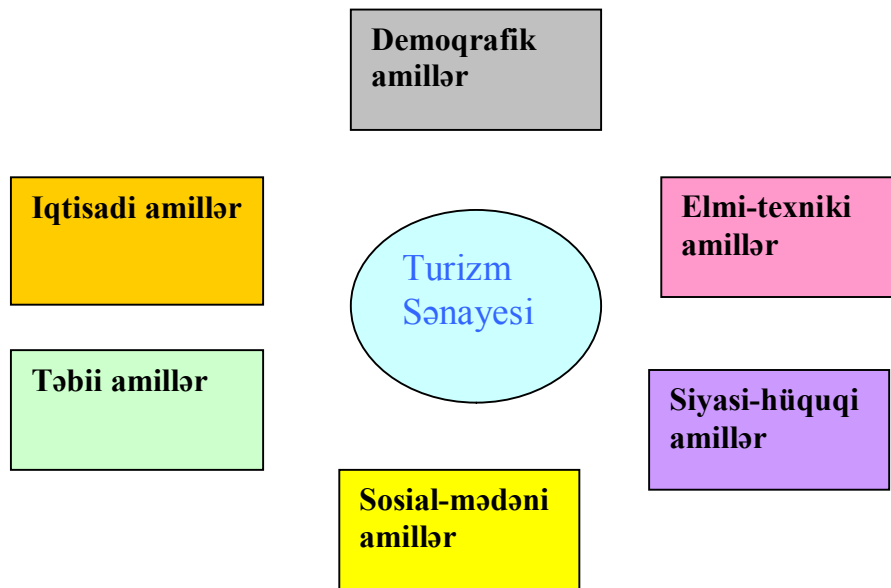 Demoqrafik
amillər
Iqtisadi amillər
Elmi-texniki
amillər
Turizm
Sənayesi
Təbii amillər
Siyasi-hüquqi
amillər
Sosial-mədəni
amillər